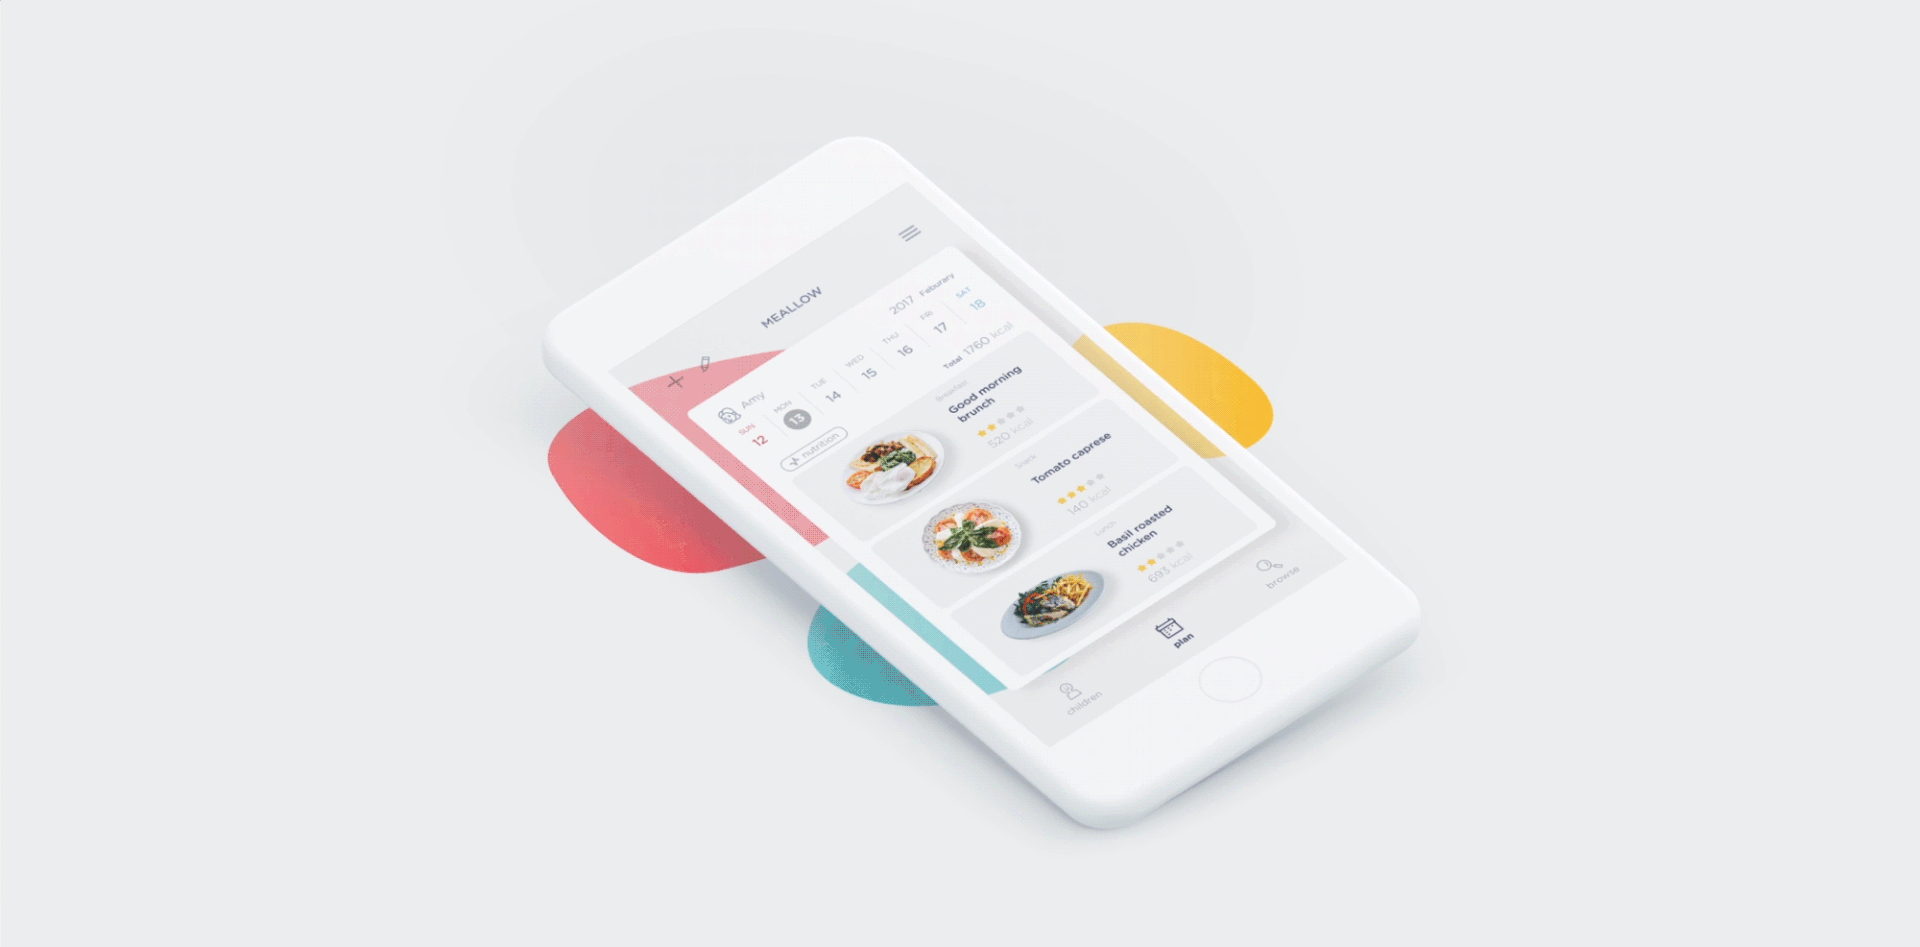 MEALLOW
Amy
2017 Faburary
SUN MON TUE WED THU FRI SAT
12 13 14 15 16 17 18
nutrition
Total 1760 kcal
Breakfast
Good morning
brunch
520 kcal
Snack
Tomato caprese
140 kcal
Lunch
Basil roasted
chicken
693 kcal
children
plan
browse